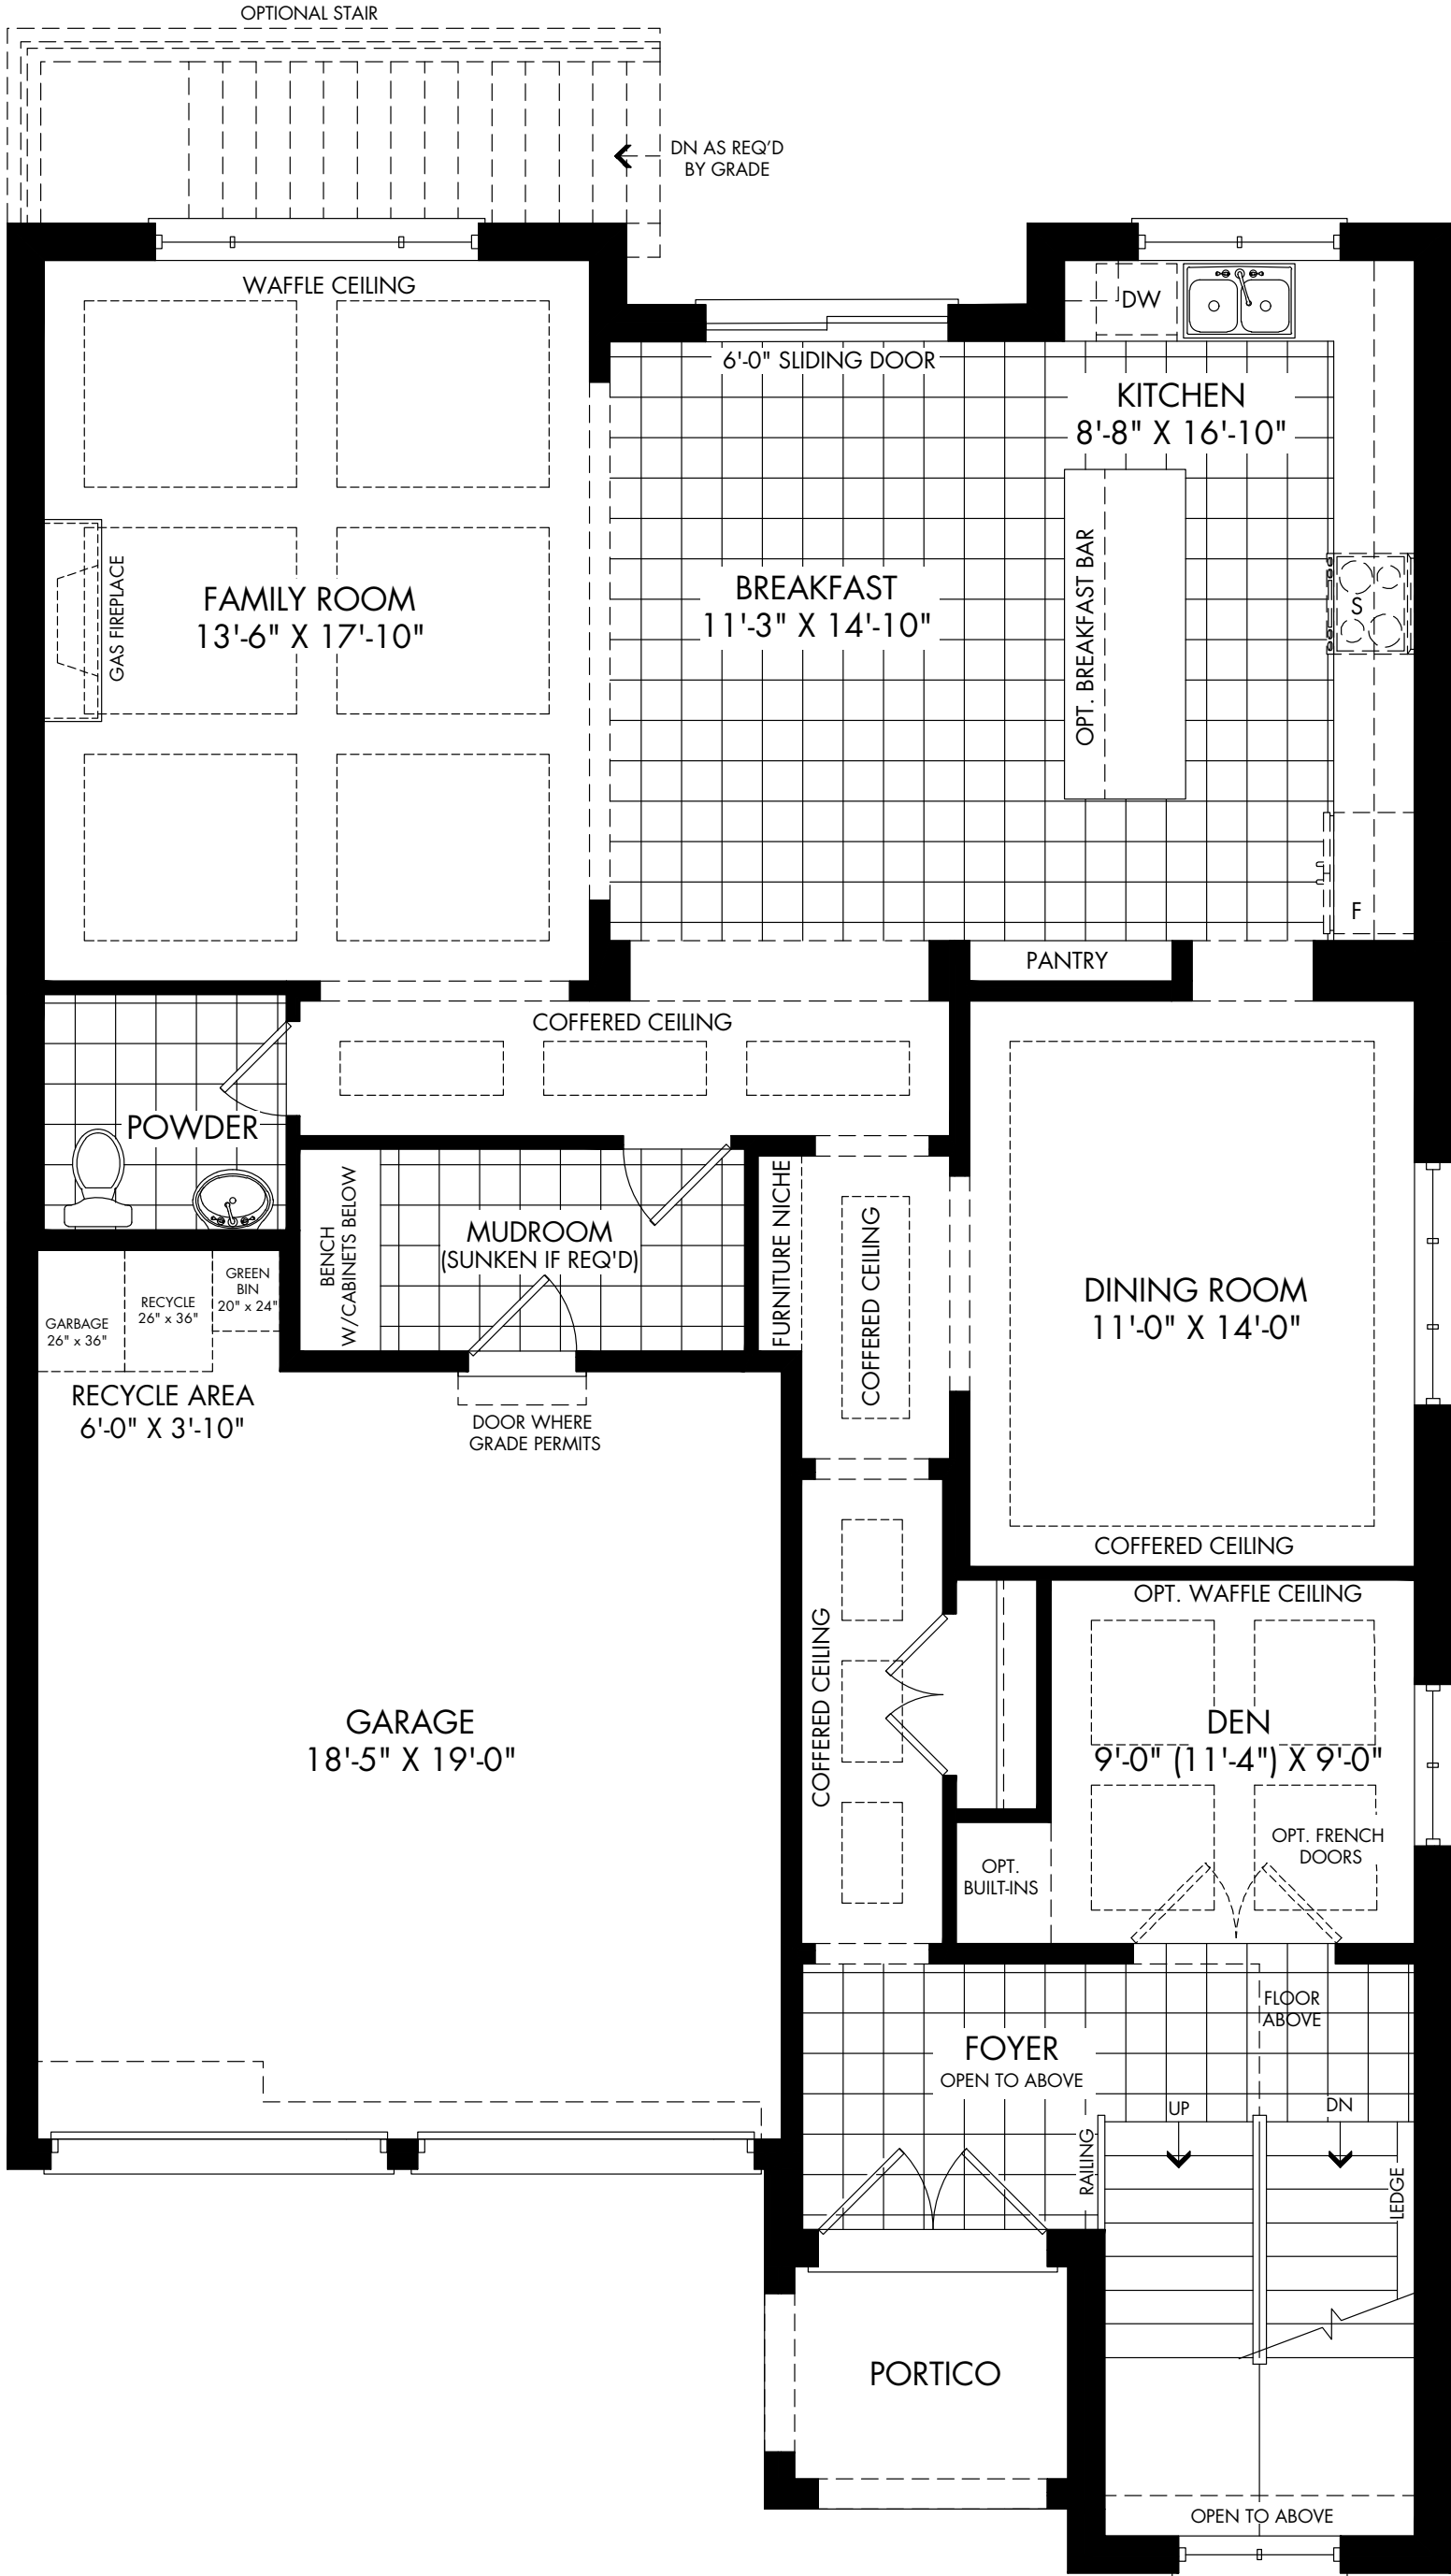 OPTIONAL STAIR
DN AS REQ'D
BY GRADE
WAFFLE CEILING
DW
6'-0" SLIDING DOOR
KITCHEN
8'-8" X 16'-10"
GAS FIREPLACE
FAMILY ROOM
13'-6" X 17'-10"
BREAKFAST
11'-3" X 14'-10"
OPT. BREAKFAST BAR
S
F
PANTRY
COFFERED CEILING
POWDER
BENCH
W/CABINETS BELOW
MUDROOM
(SUNKEN IF REQ'D)
FURNITURE NICHE
COFFERED CEILING
DINING ROOM
11'-0" X 14'-0"
COFFERED CEILING
GARBAGE
26" x 36"
RECYCLE
26" x 36"
GREEN
BIN
20" x 24"
RECYCLE AREA
6'-0" X 3'-10"
DOOR WHERE
GRADE PERMITS
OPT. WAFFLE CEILING
COFFERED CEILING
GARAGE
18'-5" X 19'-0"
DEN
9'-0" (11'-4") X 9'-0"
OPT. FRENCH
DOORS
OPT.
BUILT-INS
FLOOR
ABOVE
FOYER
OPEN TO ABOVE
UP
DN
RAILING
LEDGE
PORTICO
OPEN TO ABOVE